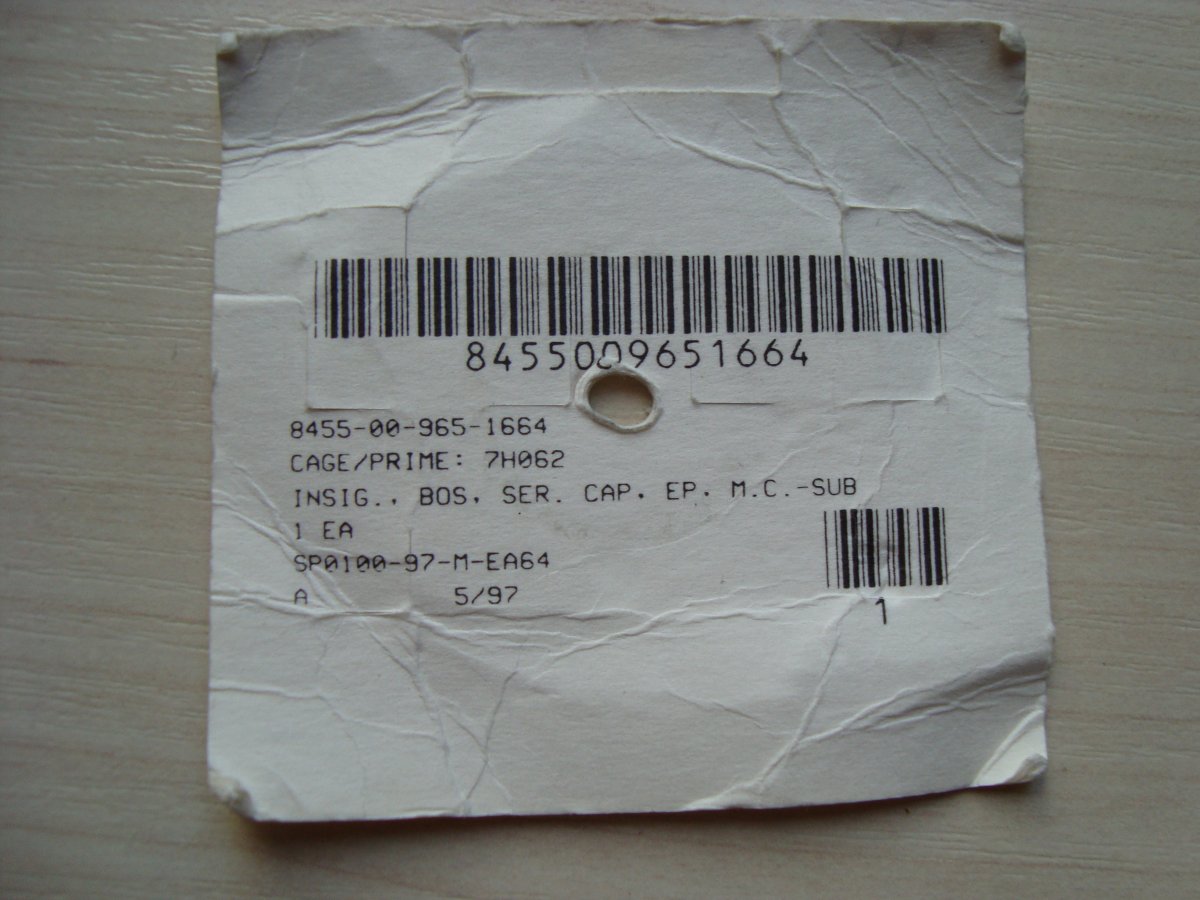 8455009651664
8455-00-965-1664
CAGE/PRIME: 7H062
INSIG., BOS, SER. CAP, EP. M.C.-SUB
1 EA
SP0100-97-M-EA64
A 5/97
1